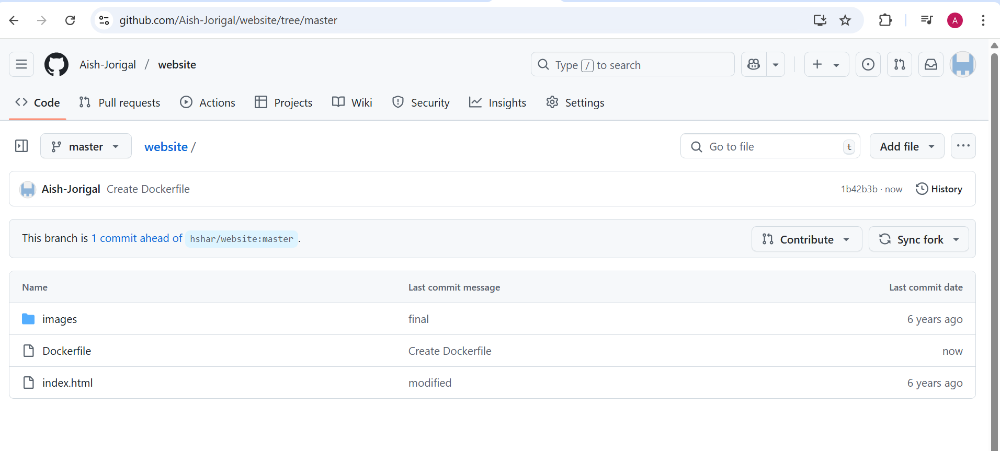 github.com/Aish-Jorigal/website/tree/master
A
Aish-Jorigal / website
Type / to search
Code
Pull requests
Actions
Projects
Wiki
Security
Insights
Settings
master
website /
Go to file
t
Add file
Aish-Jorigal Create Dockerfile
1b42b3b · now
History
This branch is 1 commit ahead of hshar/website:master .
Contribute
Sync fork
Name Last commit message Last commit date
images final 6 years ago
Dockerfile Create Dockerfile now
index.html modified 6 years ago